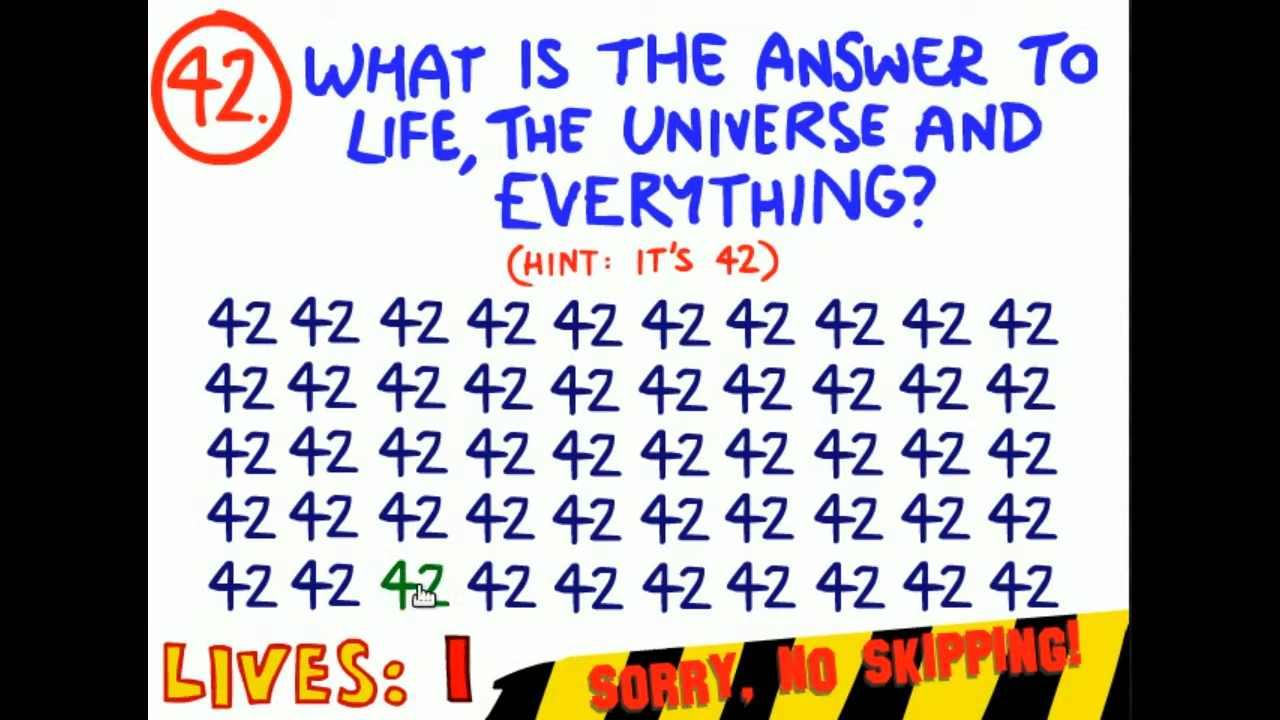 42. WHAT IS THE ANSWER TO
LIFE, THE UNIVERSE AND
EVERYTHING?
(HINT: IT'S 42)
42 42 42 42 42 42 42 42 42 42
42 42 42 42 42 42 42 42 42 42
42 42 42 42 42 42 42 42 42 42
42 42 42 42 42 42 42 42 42 42
42 42 42 42 42 42 42 42 42 42
LIVES: 1
SORRY, NO SKIPPING!